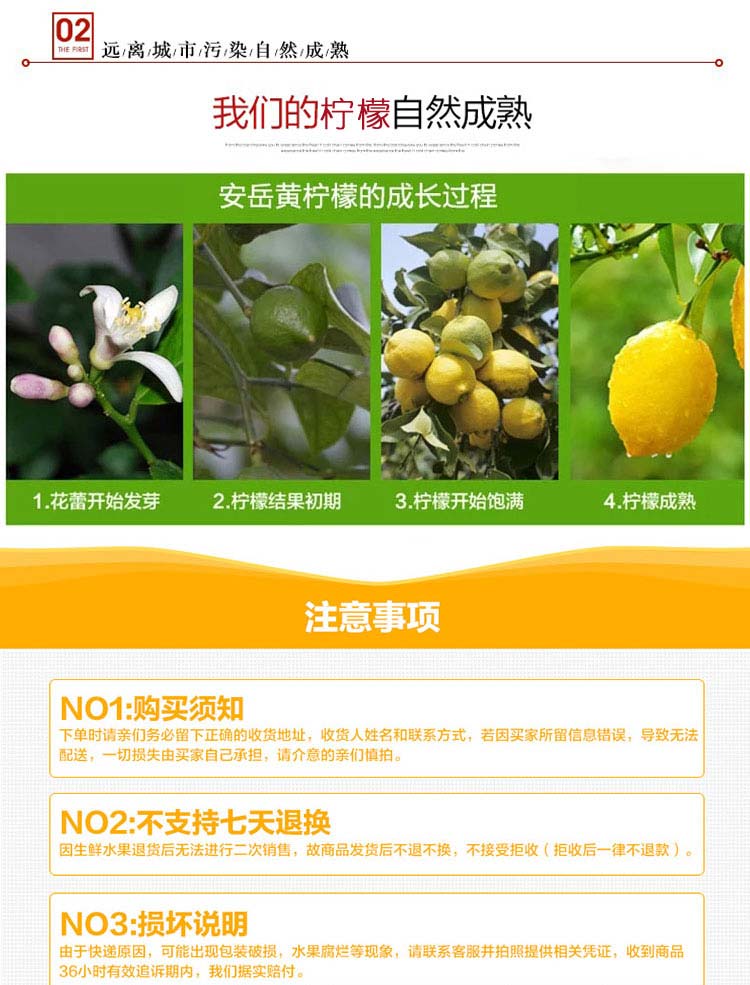 02
THE FIRST
远/离/城/市/污/染/自/然/成/熟
我们的柠檬自然成熟
安岳黄柠檬的成长过程
1.花蕾开始发芽
2.柠檬结果初期
3.柠檬开始饱满
4.柠檬成熟
注意事项
NO1:购买须知
下单时请亲们务必留下正确的收货地址，收货人姓名和联系方式，若因买家所留信息错误，导致无法
配送，一切损失由买家自己承担，请介意的亲们慎拍。
NO2:不支持七天退换
因生鲜水果退货后无法进行二次销售，故商品发货后不退不换，不接受拒收（拒收后一律不退款）。
NO3:损坏说明
由于快递原因，可能出现包装破损，水果腐烂等现象，请联系客服并拍照提供相关凭证，收到商品
36小时有效追诉期内，我们据实赔付。